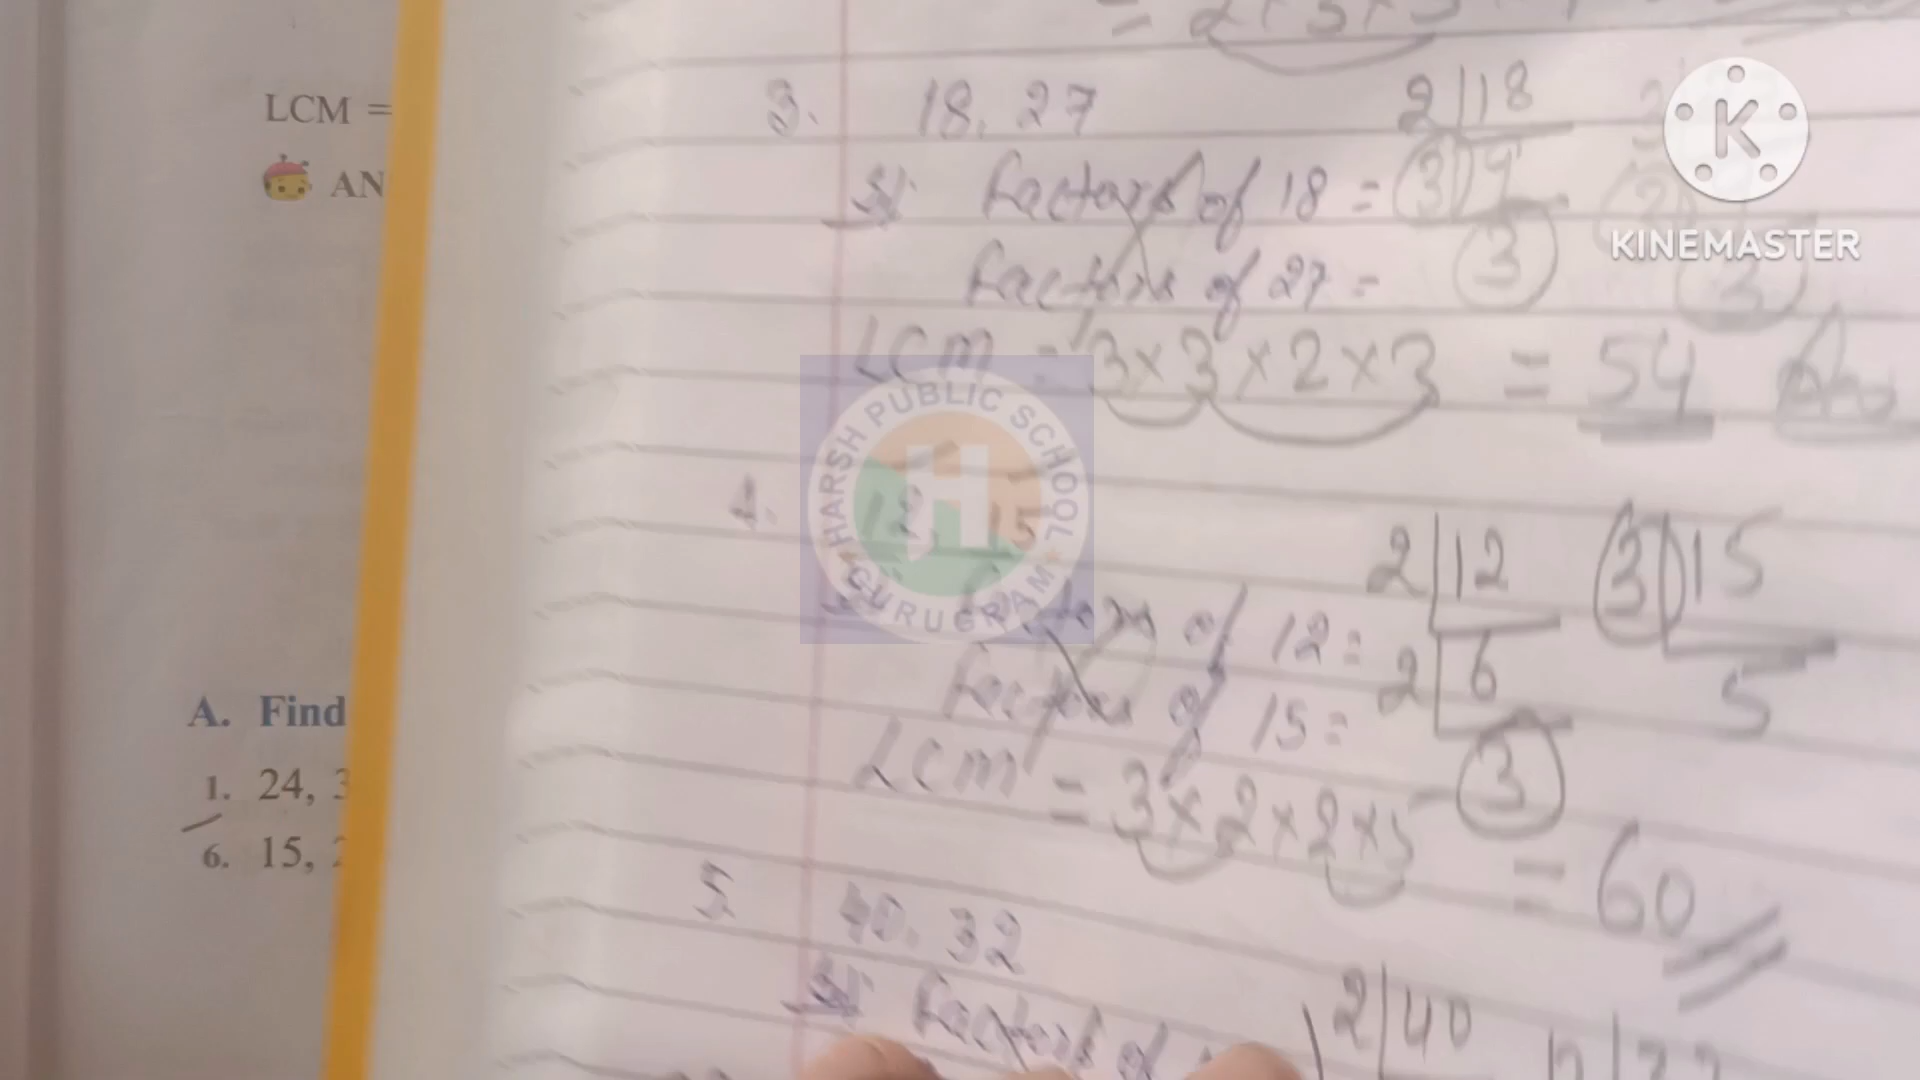 LCM =
AN
A. Find
1. 24, 3
6. 15, 2
3. 18, 27
Factors of 18 =
Factors of 27 =
2 18
3 9
3
3
LCM = 3×3×2×3 = 54 Ans
4. 12, 15
Factors of 12 =
Factors of 15 =
2 12
2 6
3
3 15
5
LCM = 3×2×2×5
= 60
5 40, 32
Factors of
2 40
HARSH PUBLIC SCHOOL
H
GURUGRAM
K
KINEMASTER